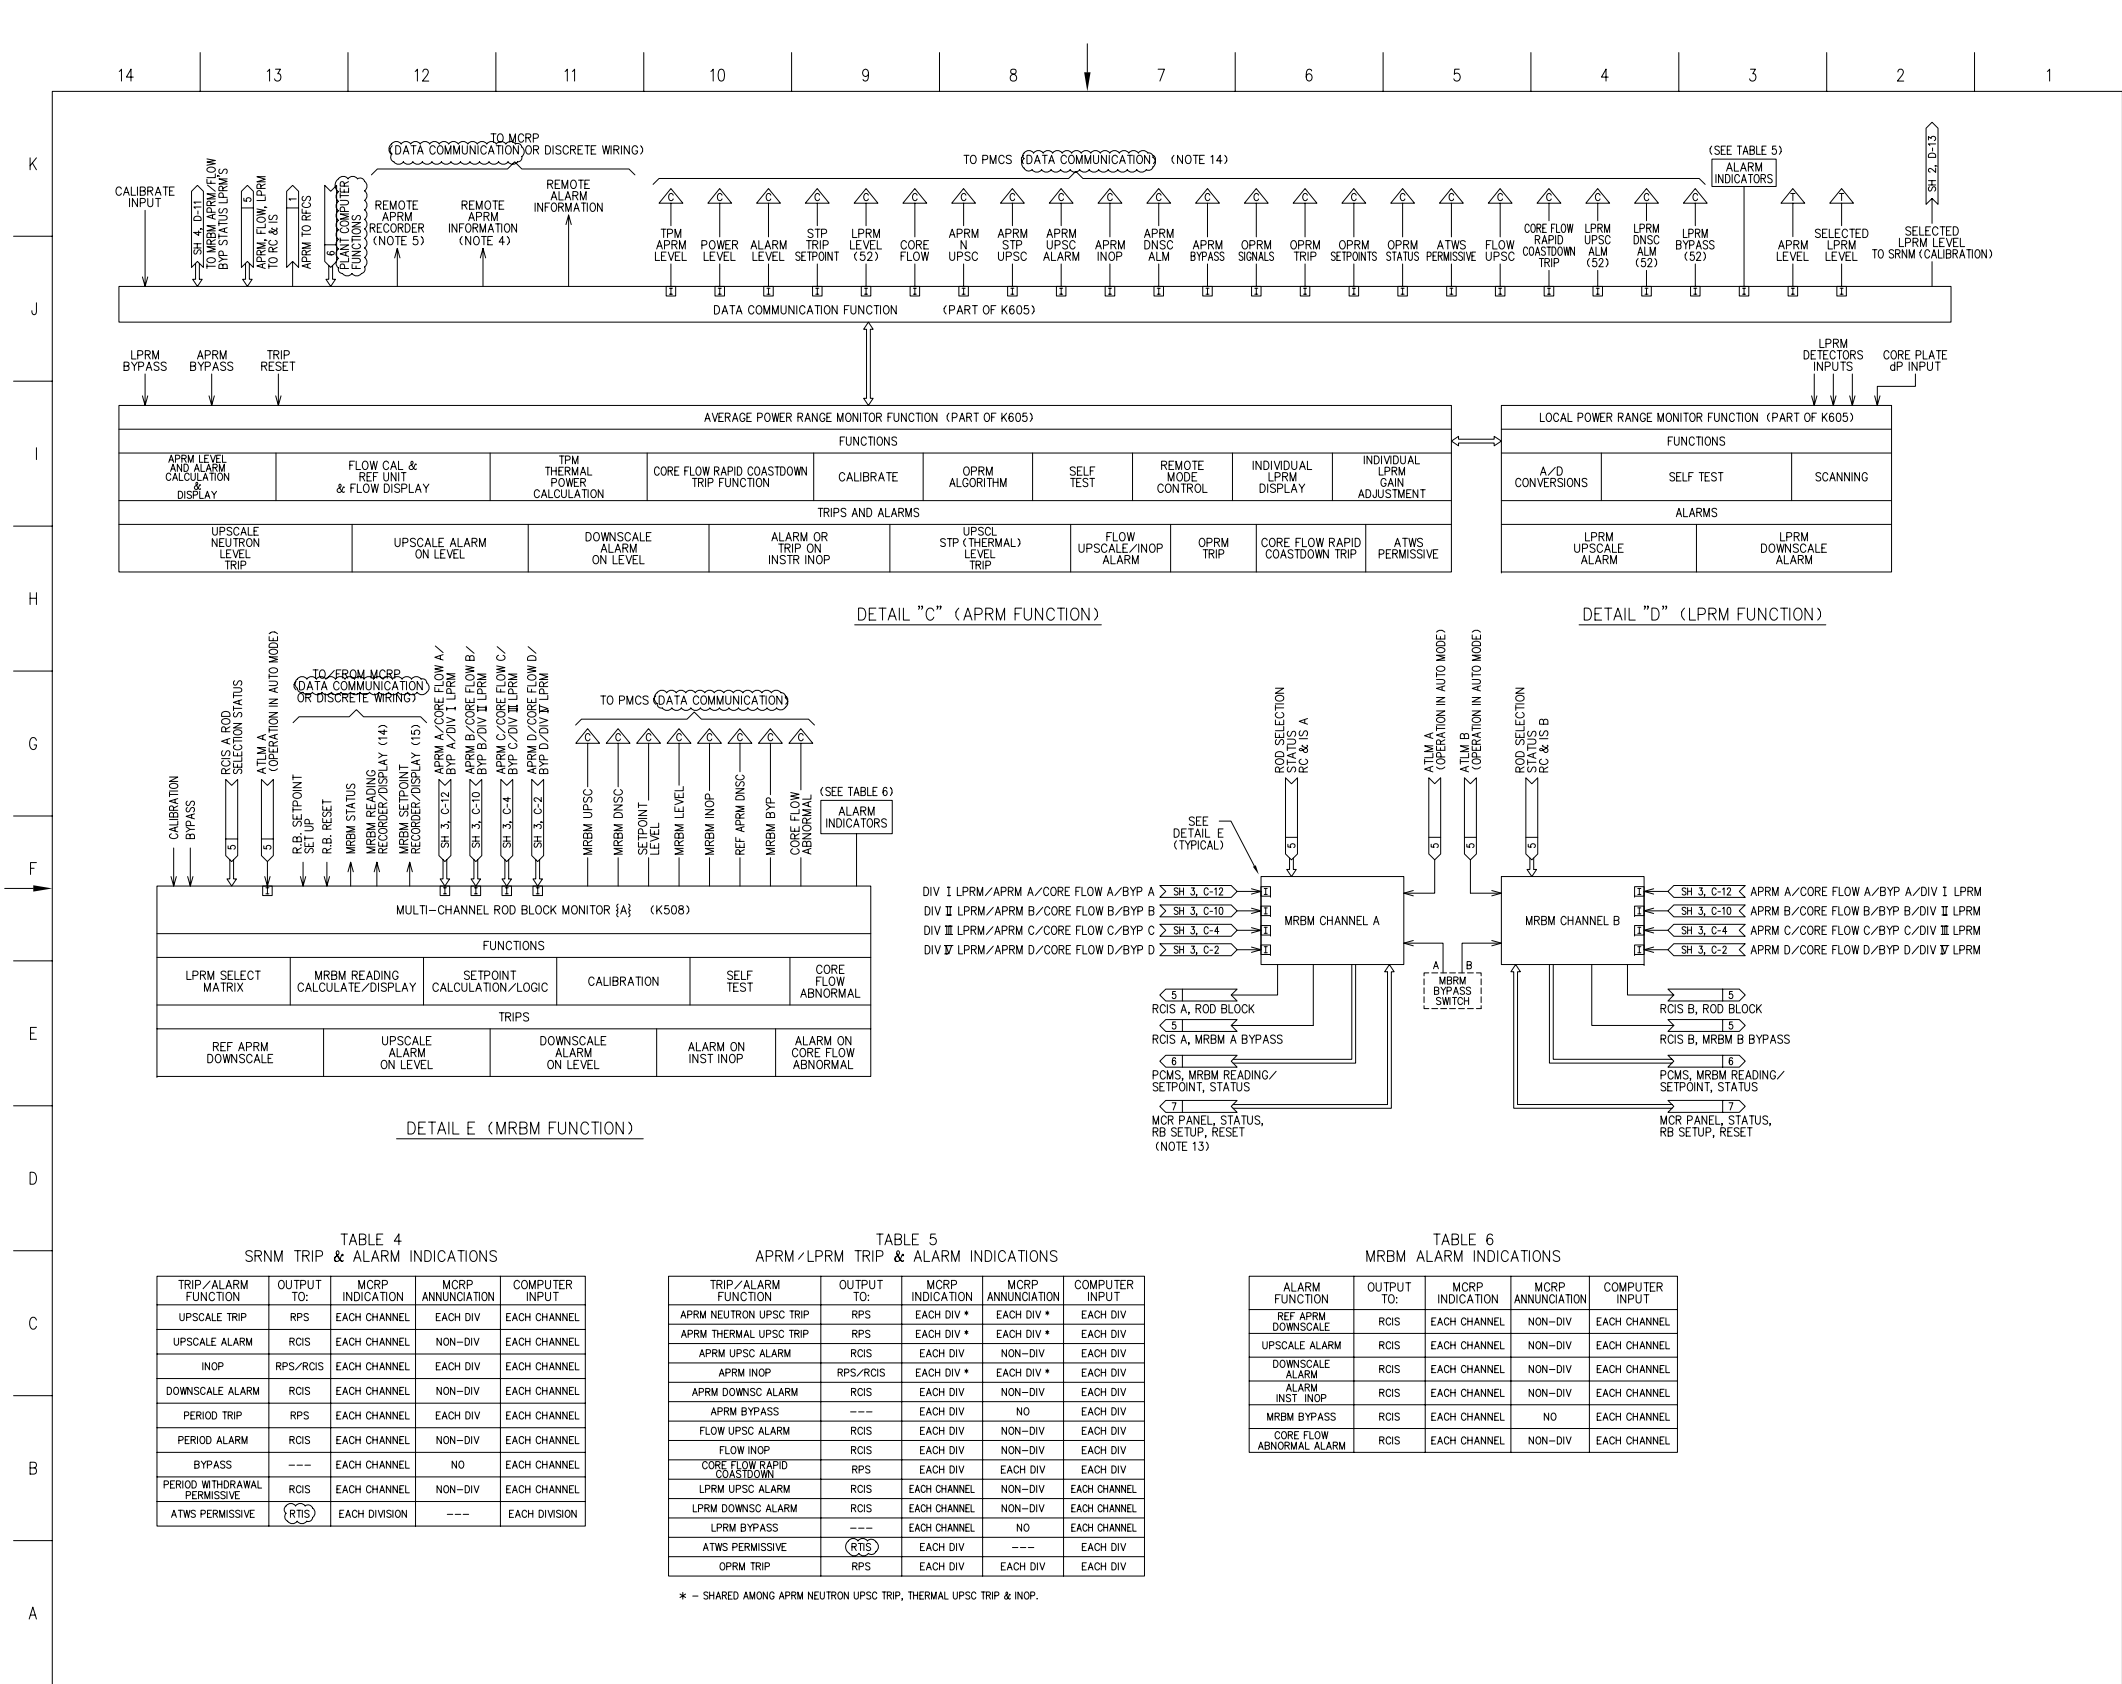 14 13 12 11 10 9 8 7 6 5 4 3 2 1
K
J
I
H
G
F
E
D
C
B
A
CALIBRATE
INPUT
SH 4, D-11
TO MRBM APRM/FLOW
BYP STATUS LPRM'S
5
APRM, FLOW, LPRM
TO RC & IS
1
APRM TO RFCS
6
PLANT COMPUTER
FUNCTIONS
TO MCRP
(DATA COMMUNICATION OR DISCRETE WIRING)
REMOTE
APRM
RECORDER
(NOTE 5)
REMOTE
APRM
INFORMATION
(NOTE 4)
REMOTE
ALARM
INFORMATION
TO PMCS (DATA COMMUNICATION) (NOTE 14)
C C C C C C C C C C C C C C C C C C C C C C
TPM
APRM
LEVEL
POWER
LEVEL
ALARM
LEVEL
STP
TRIP
SETPOINT
LPRM
LEVEL
(52)
CORE
FLOW
APRM
N
UPSC
APRM
STP
UPSC
APRM
UPSC
ALARM
APRM
INOP
APRM
DNSC
ALM
APRM
BYPASS
OPRM
SIGNALS
OPRM
TRIP
OPRM
SETPOINTS
OPRM
STATUS
ATWS
PERMISSIVE
FLOW
UPSC
CORE FLOW
RAPID
COASTDOWN
TRIP
LPRM
UPSC
ALM
(52)
LPRM
DNSC
ALM
(52)
LPRM
BYPASS
(52)
(SEE TABLE 5)
ALARM
INDICATORS
T T
APRM
LEVEL
SELECTED
LPRM
LEVEL
SH 2, D-13
SELECTED
LPRM LEVEL
TO SRNM (CALIBRATION)
I I I I I I I I I I I I I I I I I I I I I I I I I
DATA COMMUNICATION FUNCTION (PART OF K605)
LPRM
BYPASS
APRM
BYPASS
TRIP
RESET
LPRM
DETECTORS
INPUTS
CORE PLATE
dP INPUT
AVERAGE POWER RANGE MONITOR FUNCTION (PART OF K605)
FUNCTIONS
APRM LEVEL
AND ALARM
CALCULATION
&
DISPLAY
FLOW CAL &
REF UNIT
& FLOW DISPLAY
TPM
THERMAL
POWER
CALCULATION
CORE FLOW RAPID COASTDOWN
TRIP FUNCTION
CALIBRATE
OPRM
ALGORITHM
SELF
TEST
REMOTE
MODE
CONTROL
INDIVIDUAL
LPRM
DISPLAY
INDIVIDUAL
LPRM
GAIN
ADJUSTMENT
TRIPS AND ALARMS
UPSCALE
NEUTRON
LEVEL
TRIP
UPSCALE ALARM
ON LEVEL
DOWNSCALE
ALARM
ON LEVEL
ALARM OR
TRIP ON
INSTR INOP
UPSCL
STP (THERMAL)
LEVEL
TRIP
FLOW
UPSCALE/INOP
ALARM
OPRM
TRIP
CORE FLOW RAPID
COASTDOWN TRIP
ATWS
PERMISSIVE
LOCAL POWER RANGE MONITOR FUNCTION (PART OF K605)
FUNCTIONS
A/D
CONVERSIONS
SELF TEST
SCANNING
ALARMS
LPRM
UPSCALE
ALARM
LPRM
DOWNSCALE
ALARM
DETAIL "C" (APRM FUNCTION)
DETAIL "D" (LPRM FUNCTION)
CALIBRATION
BYPASS
RCIS A ROD
SELECTION STATUS
5
ATLM A
(OPERATION IN AUTO MODE)
5
TO/FROM MCRP
(DATA COMMUNICATION
OR DISCRETE WIRING)
R.B. SETPOINT
SET UP
R.B. RESET
MRBM STATUS
MRBM READING
RECORDER/DISPLAY (14)
MRBM SETPOINT
RECORDER/DISPLAY (15)
SH 3, C-12
APRM A/CORE FLOW A/
BYP A/DIV I LPRM
SH 3, C-10
APRM B/CORE FLOW B/
BYP B/DIV II LPRM
SH 3, C-4
APRM C/CORE FLOW C/
BYP C/DIV III LPRM
SH 3, C-2
APRM D/CORE FLOW D/
BYP D/DIV IV LPRM
TO PMCS (DATA COMMUNICATION)
C C C C C C C C
MRBM UPSC
MRBM DNSC
SETPOINT
LEVEL
MRBM LEVEL
MRBM INOP
REF APRM DNSC
MRBM BYP
CORE FLOW
ABNORMAL
(SEE TABLE 6)
ALARM
INDICATORS
I I I I I
MULTI-CHANNEL ROD BLOCK MONITOR {A} (K508)
FUNCTIONS
LPRM SELECT
MATRIX
MRBM READING
CALCULATE/DISPLAY
SETPOINT
CALCULATION/LOGIC
CALIBRATION
SELF
TEST
CORE
FLOW
ABNORMAL
TRIPS
REF APRM
DOWNSCALE
UPSCALE
ALARM
ON LEVEL
DOWNSCALE
ALARM
ON LEVEL
ALARM ON
INST INOP
ALARM ON
CORE FLOW
ABNORMAL
DETAIL E (MRBM FUNCTION)
SEE
DETAIL E
(TYPICAL)
ROD SELECTION
STATUS
RC & IS A
5
ATLM A
(OPERATION IN AUTO MODE)
5
ATLM B
(OPERATION IN AUTO MODE)
5
ROD SELECTION
STATUS
RC & IS B
5
DIV I LPRM/APRM A/CORE FLOW A/BYP A SH 3, C-12 I
DIV II LPRM/APRM B/CORE FLOW B/BYP B SH 3, C-10 I
DIV III LPRM/APRM C/CORE FLOW C/BYP C SH 3, C-4 I
DIV IV LPRM/APRM D/CORE FLOW D/BYP D SH 3, C-2 I
MRBM CHANNEL A
MRBM CHANNEL B
I SH 3, C-12 APRM A/CORE FLOW A/BYP A/DIV I LPRM
I SH 3, C-10 APRM B/CORE FLOW B/BYP B/DIV II LPRM
I SH 3, C-4 APRM C/CORE FLOW C/BYP C/DIV III LPRM
I SH 3, C-2 APRM D/CORE FLOW D/BYP D/DIV IV LPRM
A B
MBRM
BYPASS
SWITCH
5
RCIS A, ROD BLOCK
5
RCIS A, MRBM A BYPASS
6
PCMS, MRBM READING/
SETPOINT, STATUS
7
MCR PANEL, STATUS,
RB SETUP, RESET
(NOTE 13)
5
RCIS B, ROD BLOCK
5
RCIS B, MRBM B BYPASS
6
PCMS, MRBM READING/
SETPOINT, STATUS
7
MCR PANEL, STATUS,
RB SETUP, RESET
TABLE 4
SRNM TRIP & ALARM INDICATIONS
TRIP/ALARM FUNCTION OUTPUT TO: MCRP INDICATION MCRP ANNUNCIATION COMPUTER INPUT
UPSCALE TRIP RPS EACH CHANNEL EACH DIV EACH CHANNEL
UPSCALE ALARM RCIS EACH CHANNEL NON-DIV EACH CHANNEL
INOP RPS/RCIS EACH CHANNEL EACH DIV EACH CHANNEL
DOWNSCALE ALARM RCIS EACH CHANNEL NON-DIV EACH CHANNEL
PERIOD TRIP RPS EACH CHANNEL EACH DIV EACH CHANNEL
PERIOD ALARM RCIS EACH CHANNEL NON-DIV EACH CHANNEL
BYPASS --- EACH CHANNEL NO EACH CHANNEL
PERIOD WITHDRAWAL PERMISSIVE RCIS EACH CHANNEL NON-DIV EACH CHANNEL
ATWS PERMISSIVE RTIS EACH DIVISION --- EACH DIVISION
TABLE 5
APRM/LPRM TRIP & ALARM INDICATIONS
TRIP/ALARM FUNCTION OUTPUT TO: MCRP INDICATION MCRP ANNUNCIATION COMPUTER INPUT
APRM NEUTRON UPSC TRIP RPS EACH DIV * EACH DIV * EACH DIV
APRM THERMAL UPSC TRIP RPS EACH DIV * EACH DIV * EACH DIV
APRM UPSC ALARM RCIS EACH DIV NON-DIV EACH DIV
APRM INOP RPS/RCIS EACH DIV * EACH DIV * EACH DIV
APRM DOWNSC ALARM RCIS EACH DIV NON-DIV EACH DIV
APRM BYPASS --- EACH DIV NO EACH DIV
FLOW UPSC ALARM RCIS EACH DIV NON-DIV EACH DIV
FLOW INOP RCIS EACH DIV NON-DIV EACH DIV
CORE FLOW RAPID COASTDOWN RPS EACH DIV EACH DIV EACH DIV
LPRM UPSC ALARM RCIS EACH CHANNEL NON-DIV EACH CHANNEL
LPRM DOWNSC ALARM RCIS EACH CHANNEL NON-DIV EACH CHANNEL
LPRM BYPASS --- EACH CHANNEL NO EACH CHANNEL
ATWS PERMISSIVE RTIS EACH DIV --- EACH DIV
OPRM TRIP RPS EACH DIV EACH DIV EACH DIV
* - SHARED AMONG APRM NEUTRON UPSC TRIP, THERMAL UPSC TRIP & INOP.
TABLE 6
MRBM ALARM INDICATIONS
ALARM FUNCTION OUTPUT TO: MCRP INDICATION MCRP ANNUNCIATION COMPUTER INPUT
REF APRM DOWNSCALE RCIS EACH CHANNEL NON-DIV EACH CHANNEL
UPSCALE ALARM RCIS EACH CHANNEL NON-DIV EACH CHANNEL
DOWNSCALE ALARM RCIS EACH CHANNEL NON-DIV EACH CHANNEL
ALARM INST INOP RCIS EACH CHANNEL NON-DIV EACH CHANNEL
MRBM BYPASS RCIS EACH CHANNEL NO EACH CHANNEL
CORE FLOW ABNORMAL ALARM RCIS EACH CHANNEL NON-DIV EACH CHANNEL